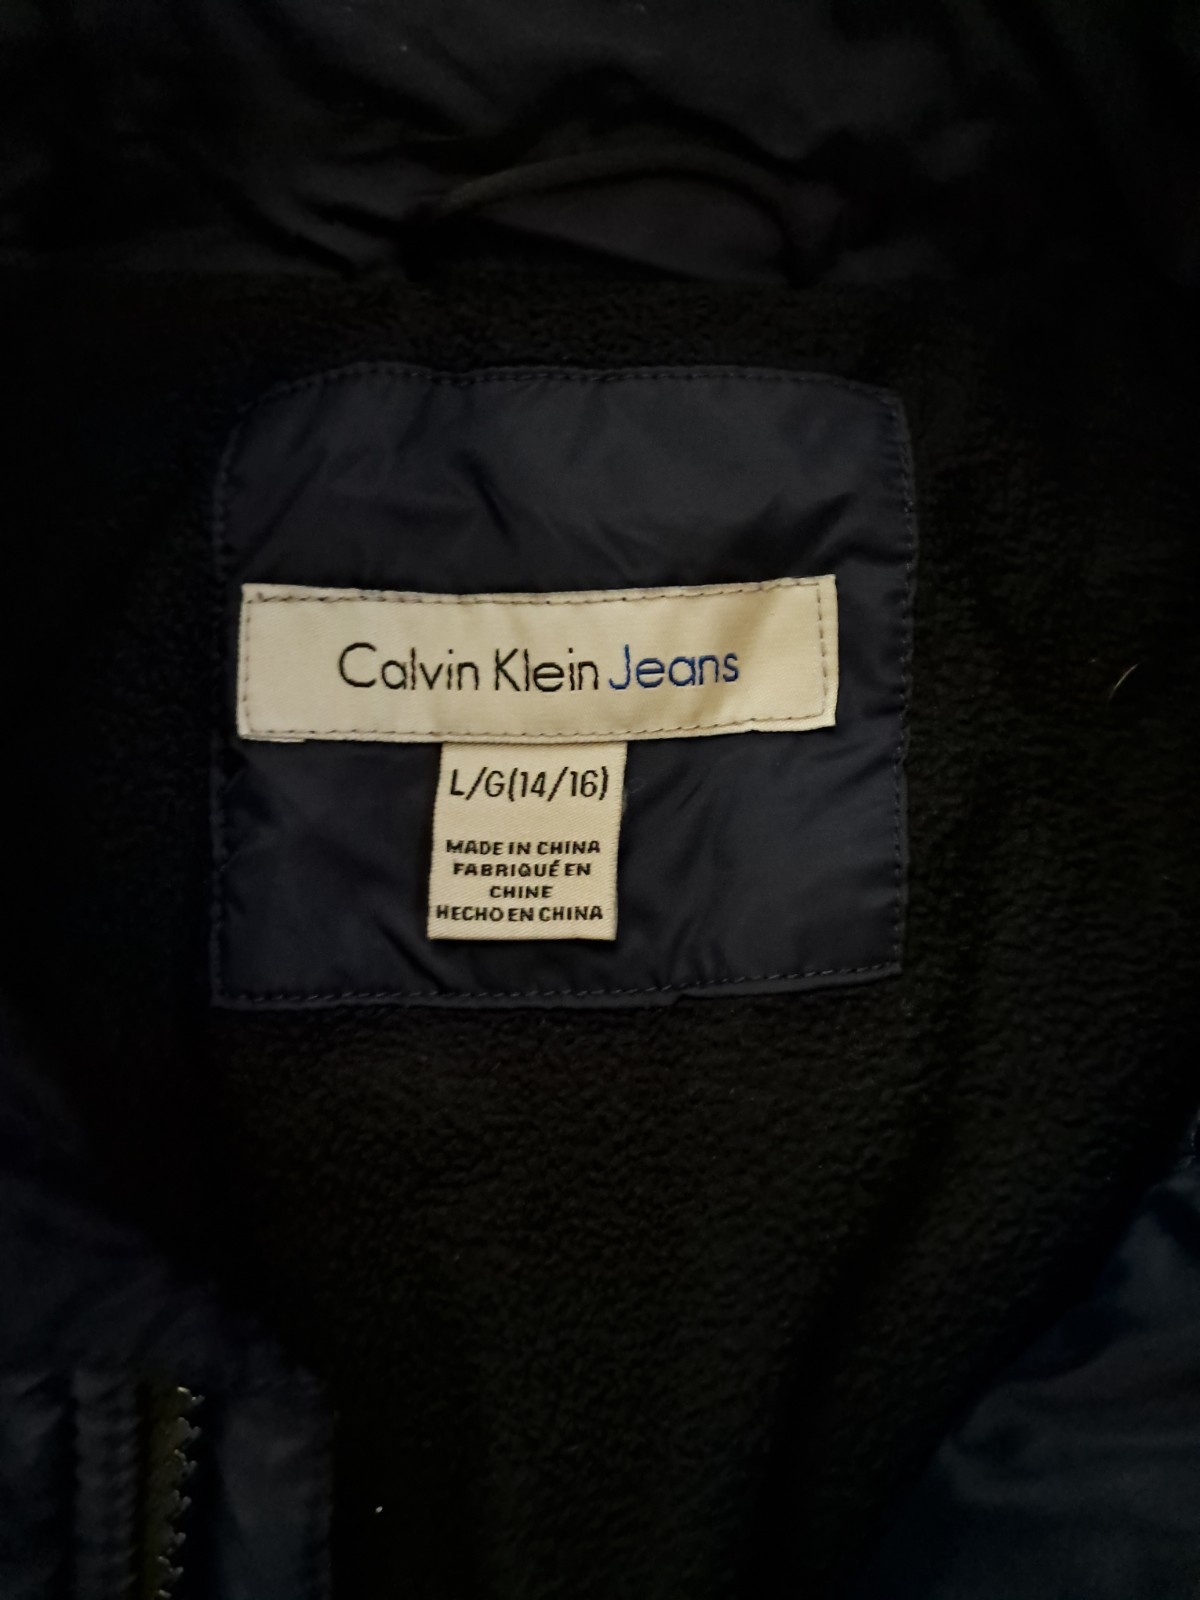 Calvin Klein Jeans
L/G(14/16)
MADE IN CHINA
FABRIQUÉ EN
CHINE
HECHO EN CHINA